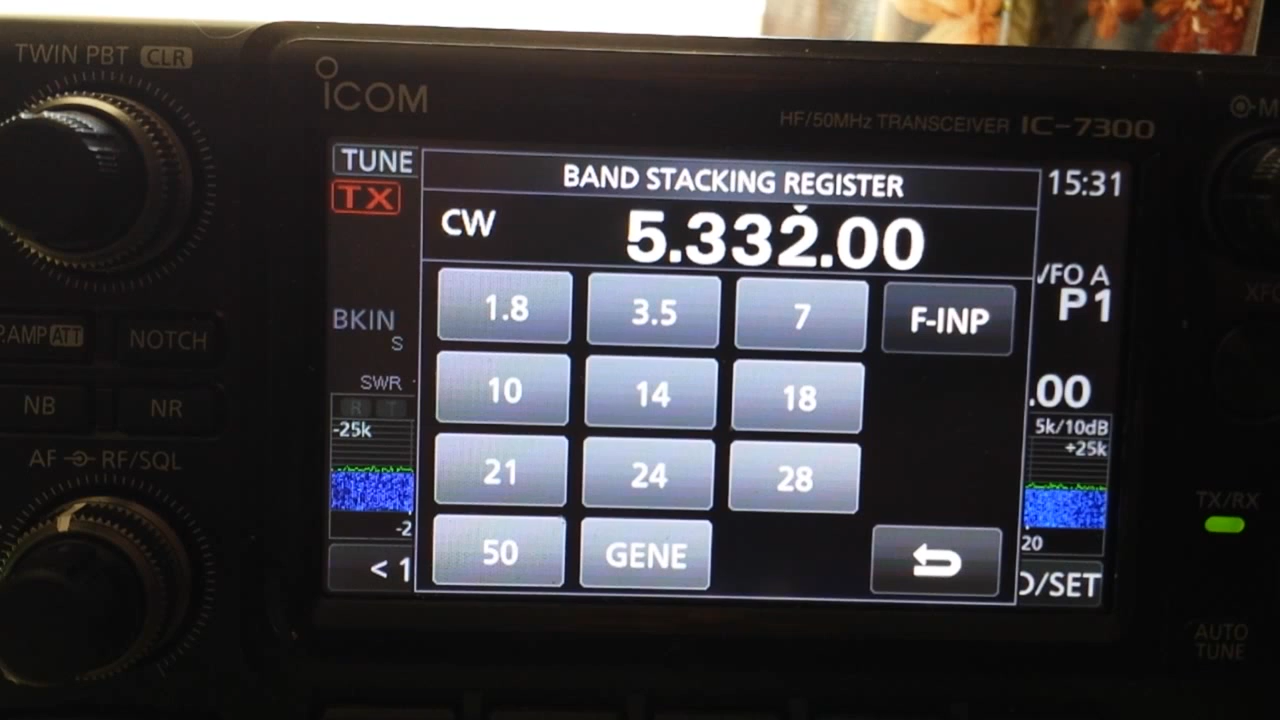 TWIN PBT CLR
ICOM
HF/50MHz TRANSCEIVER IC-7300
TUNE
BAND STACKING REGISTER
15:31
TX
CW
5.332.00
VFO A
P1
1.8
3.5
7
F-INP
BKIN
S
P.AMP ATT
NOTCH
SWR
10
14
18
.00
NB
NR
R T
-25k
5k/10dB
+25k
AF RF/SQL
21
24
28
TX/RX
-2
20
50
GENE
< 1
D/SET
AUTO
TUNE